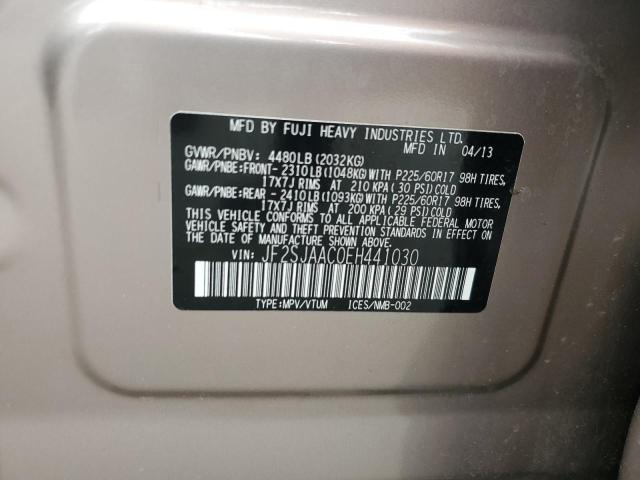 MFD BY FUJI HEAVY INDUSTRIES LTD.
MFD IN 04/13
GVWR/PNBV: 4480LB(2032KG)
GAWR/PNBE:FRONT- 2310LB(1048KG)WITH P225/60R17 98H TIRES,
17X7J RIMS AT 210 KPA(30 PSI)COLD
GAWR/PNBE:REAR -2410LB(1093KG)WITH P225/60R17 98H TIRES,
17X7J RIMS AT 200 KPA(29 PSI)COLD
THIS VEHICLE CONFORMS TO ALL APPLICABLE FEDERAL MOTOR
VEHICLE SAFETY AND THEFT PREVENTION STANDARDS IN EFFECT
ON THE DATE OF MANUFACTURE SHOWN ABOVE.
VIN: JF2SJAAC0EH441030
TYPE:MPV/VTUM ICES/NMB-002